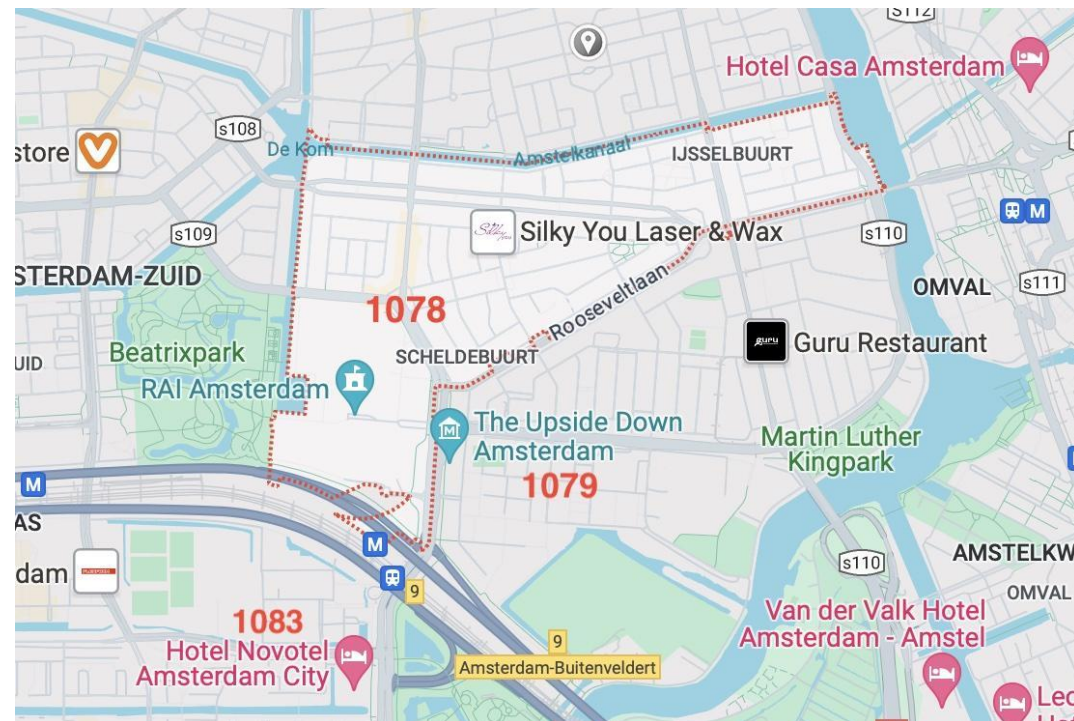 S112
Hotel Casa Amsterdam
s108
store
De Kom
Amstelkanaal
IJSSELBUURT
Silky You Laser & Wax
s109
s110
STERDAM-ZUID
OMVAL
s111
1078
Rooseveltlaan
Guru Restaurant
Beatrixpark
SCHELDEBUURT
UID
RAI Amsterdam
The Upside Down
Amsterdam
Martin Luther
Kingpark
1079
M
M
AS
M
AMSTELKW
s110
dam
9
OMVAL
1083
Van der Valk Hotel
Amsterdam - Amstel
Hotel Novotel
Amsterdam City
9
Amsterdam-Buitenveldert